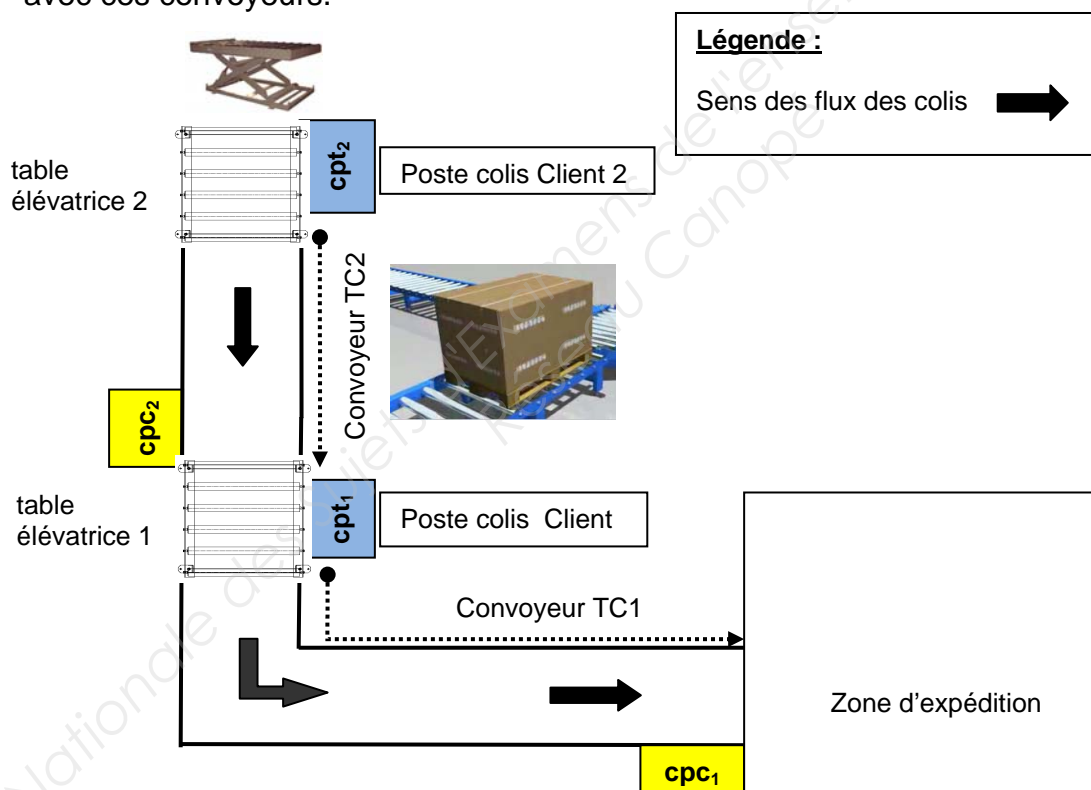 avec ces convoyeurs.
Légende :
Sens des flux des colis
table
élévatrice 2
cpt₂
Poste colis Client 2
Convoyeur TC2
cpc₂
table
élévatrice 1
cpt₁
Poste colis Client
Convoyeur TC1
Zone d'expédition
cpc₁